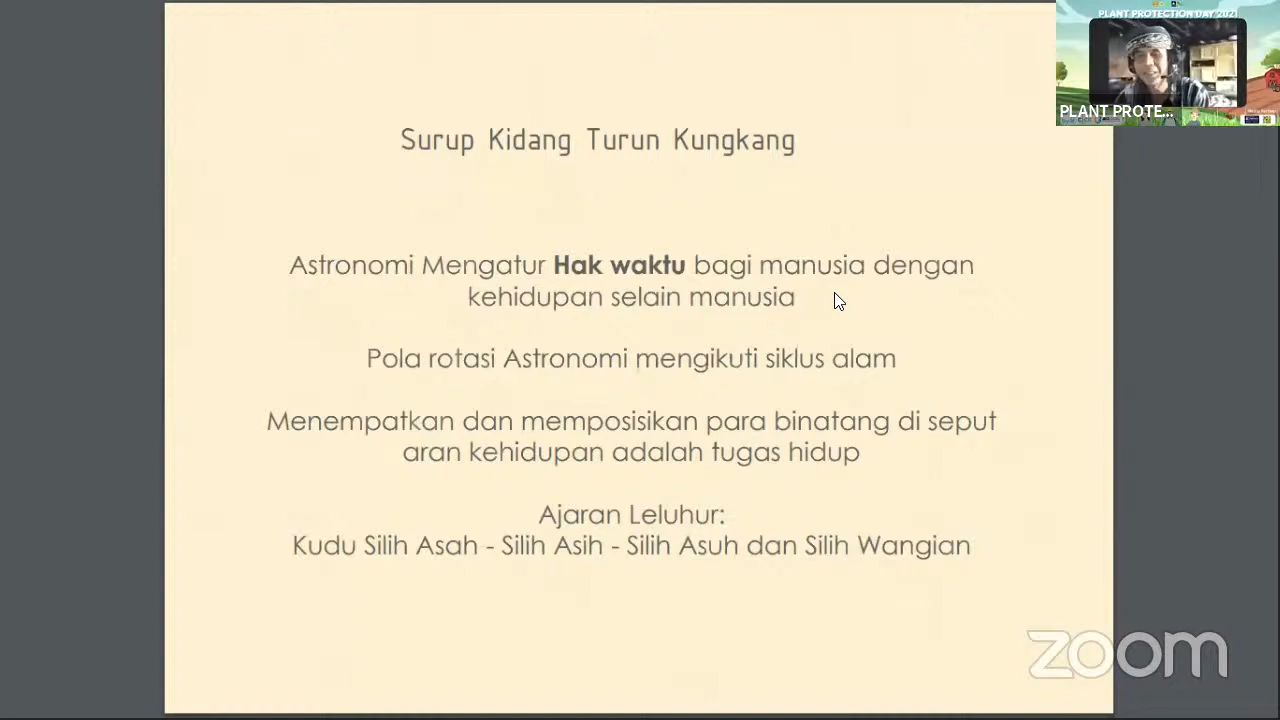 PLANT PROTECTION DAY 2021
PLANT PROTE...
Surup Kidang Turun Kungkang
Astronomi Mengatur Hak waktu bagi manusia dengan
kehidupan selain manusia
Pola rotasi Astronomi mengikuti siklus alam
Menempatkan dan memposisikan para binatang di seput
aran kehidupan adalah tugas hidup
Ajaran Leluhur:
Kudu Silih Asah - Silih Asih - Silih Asuh dan Silih Wangian
zoom